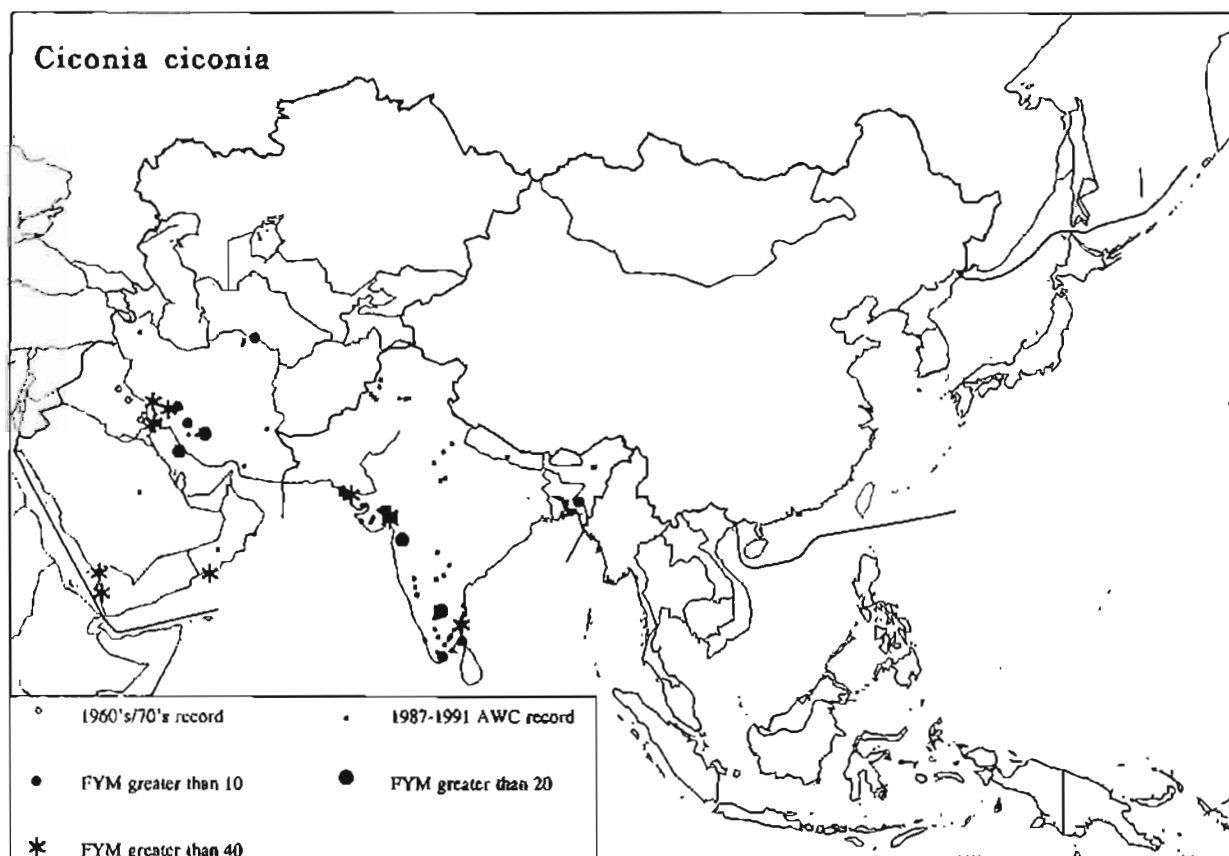 Ciconia ciconia
1960's/70's record
1987-1991 AWC record
FYM greater than 10
FYM greater than 20
FYM greater than 40